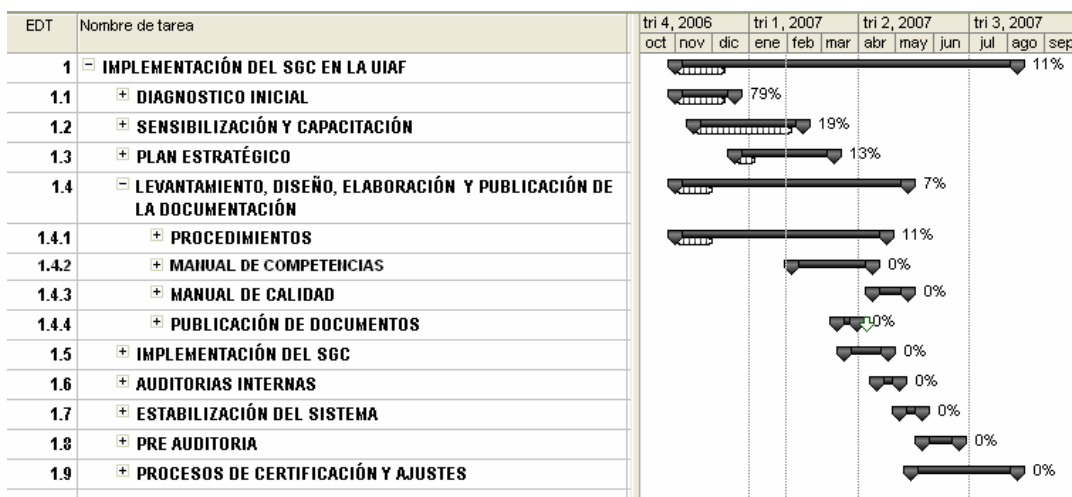 EDT Nombre de tarea tri 4, 2006 tri 1, 2007 tri 2, 2007 tri 3, 2007
oct nov dic ene feb mar abr may jun jul ago sep
1 IMPLEMENTACIÓN DEL SGC EN LA UIAF 11%
1.1 DIAGNOSTICO INICIAL 79%
1.2 SENSIBILIZACIÓN Y CAPACITACIÓN 19%
1.3 PLAN ESTRATÉGICO 13%
1.4 LEVANTAMIENTO, DISEÑO, ELABORACIÓN Y PUBLICACIÓN DE 7%
LA DOCUMENTACIÓN
1.4.1 PROCEDIMIENTOS 11%
1.4.2 MANUAL DE COMPETENCIAS 0%
1.4.3 MANUAL DE CALIDAD 0%
1.4.4 PUBLICACIÓN DE DOCUMENTOS 0%
1.5 IMPLEMENTACIÓN DEL SGC 0%
1.6 AUDITORIAS INTERNAS 0%
1.7 ESTABILIZACIÓN DEL SISTEMA 0%
1.8 PRE AUDITORIA 0%
1.9 PROCESOS DE CERTIFICACIÓN Y AJUSTES 0%